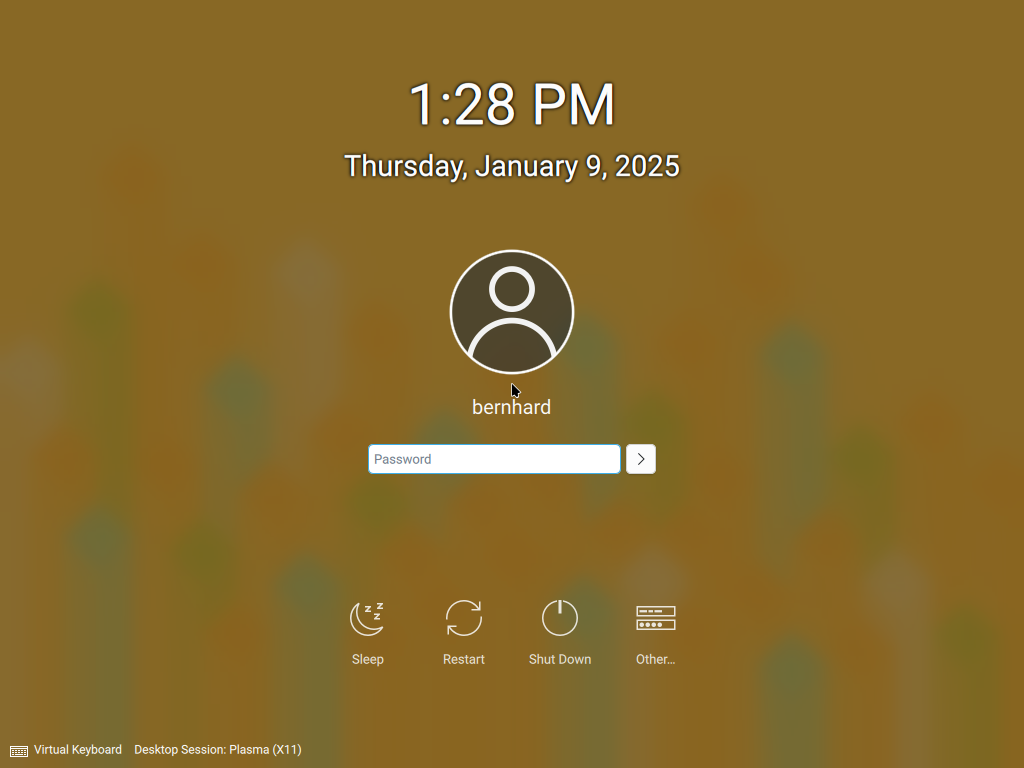 1:28 PM
Thursday, January 9, 2025
bernhard
Password
z z z
Sleep
Restart
Shut Down
Other...
Virtual Keyboard
Desktop Session: Plasma (X11)